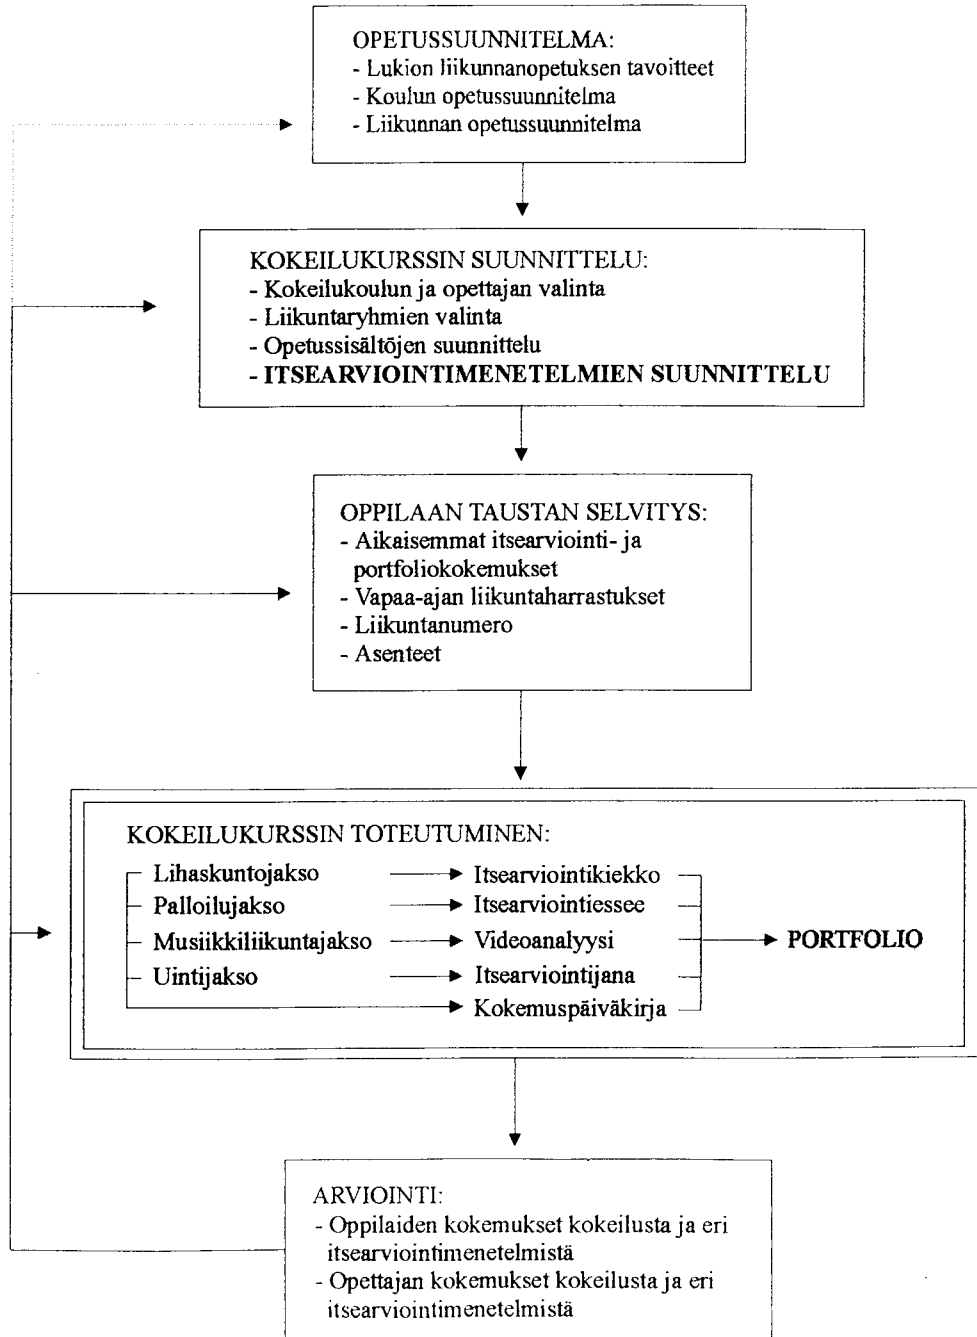 OPETUSSUUNNITELMA:
- Lukion liikunnanopetuksen tavoitteet
- Koulun opetussuunnitelma
- Liikunnan opetussuunnitelma
KOKEILUKURSSIN SUUNNITTELU:
- Kokeilukoulun ja opettajan valinta
- Liikuntaryhmien valinta
- Opetussisältöjen suunnittelu
- ITSEARVIOINTIMENETELMIEN SUUNNITTELU
OPPILAAN TAUSTAN SELVITYS:
- Aikaisemmat itsearviointi- ja
portfoliokokemukset
- Vapaa-ajan liikuntaharrastukset
- Liikuntanumero
- Asenteet
KOKEILUKURSSIN TOTEUTUMINEN:
Lihaskuntojakso Itsearviointikiekko
Palloilujakso Itsearviointiessee
Musiikkiliikuntajakso Videoanalyysi PORTFOLIO
Uintijakso Itsearviointijana
Kokemuspäiväkirja
ARVIOINTI:
- Oppilaiden kokemukset kokeilusta ja eri
itsearviointimenetelmistä
- Opettajan kokemukset kokeilusta ja eri
itsearviointimenetelmistä